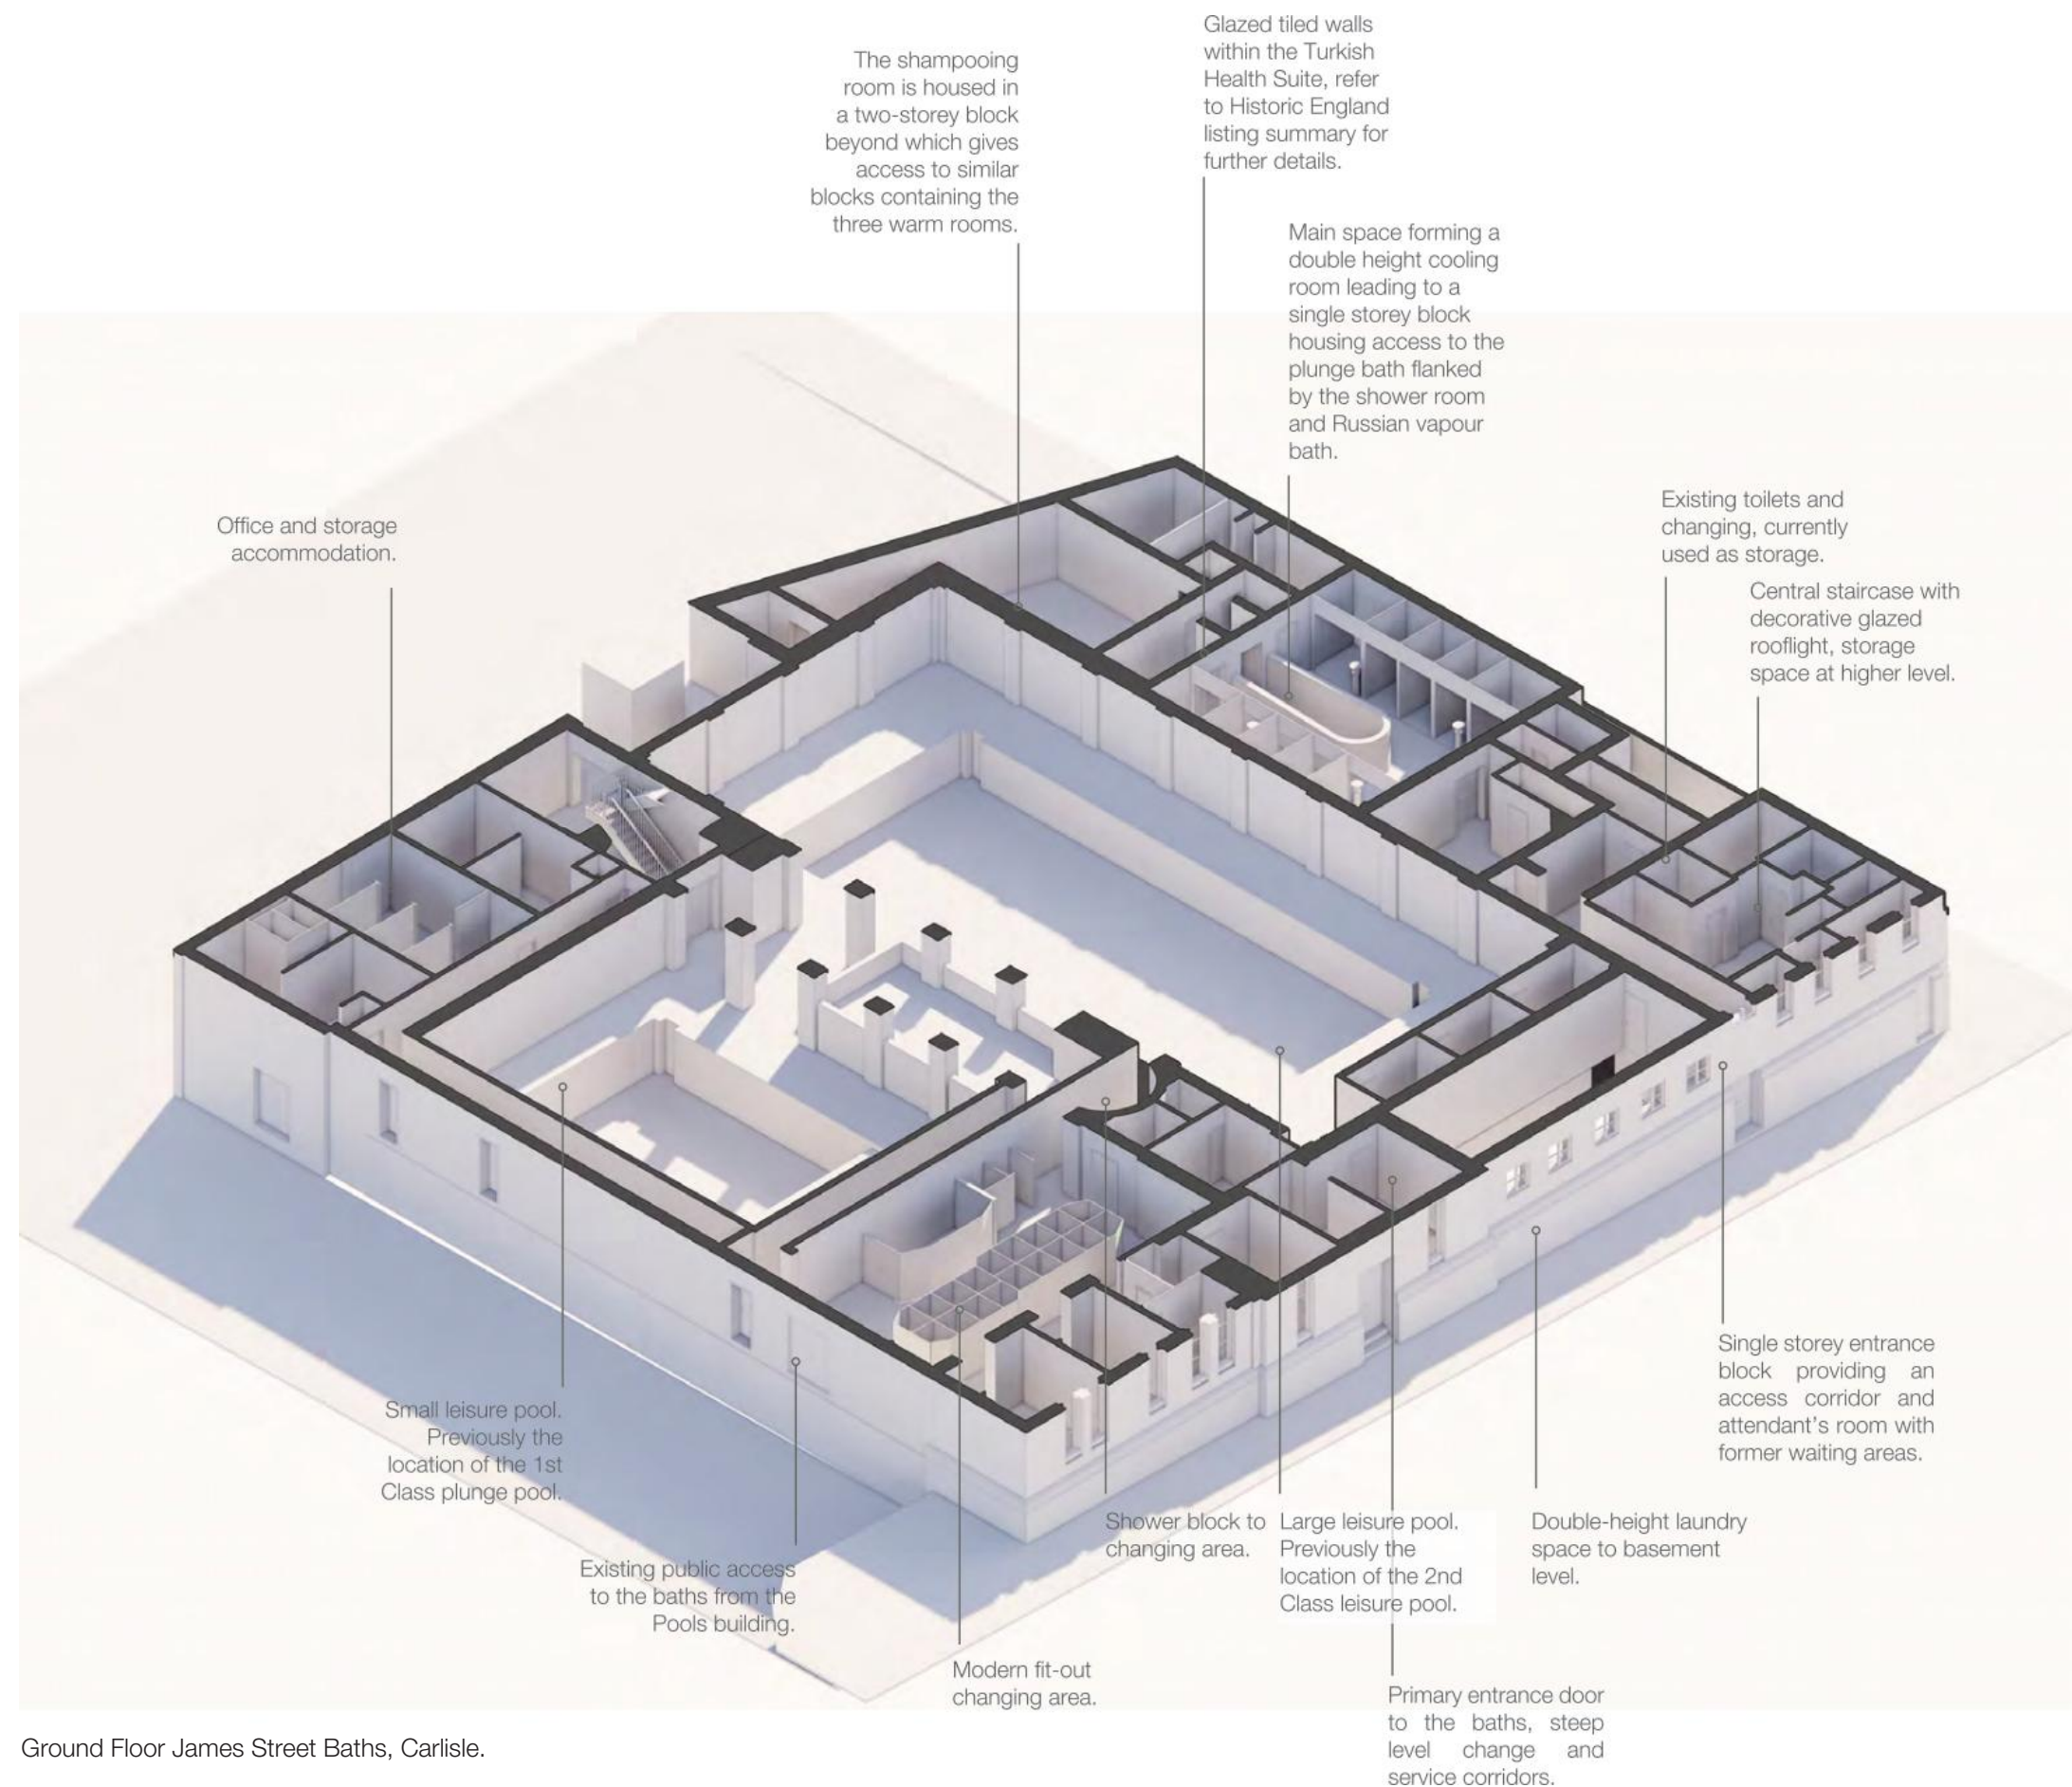 Glazed tiled walls
within the Turkish
Health Suite, refer
to Historic England
listing summary for
further details.
The shampooing
room is housed in
a two-storey block
beyond which gives
access to similar
blocks containing the
three warm rooms.
Main space forming a
double height cooling
room leading to a
single storey block
housing access to the
plunge bath flanked
by the shower room
and Russian vapour
bath.
Office and storage
accommodation.
Existing toilets and
changing, currently
used as storage.
Central staircase with
decorative glazed
rooflight, storage
space at higher level.
Single storey entrance
block providing an
access corridor and
attendant's room with
former waiting areas.
Small leisure pool.
Previously the
location of the 1st
Class plunge pool.
Shower block to
changing area.
Large leisure pool.
Previously the
location of the 2nd
Class leisure pool.
Double-height laundry
space to basement
level.
Existing public access
to the baths from the
Pools building.
Modern fit-out
changing area.
Primary entrance door
to the baths, steep
level change and
service corridors.
Ground Floor James Street Baths, Carlisle.